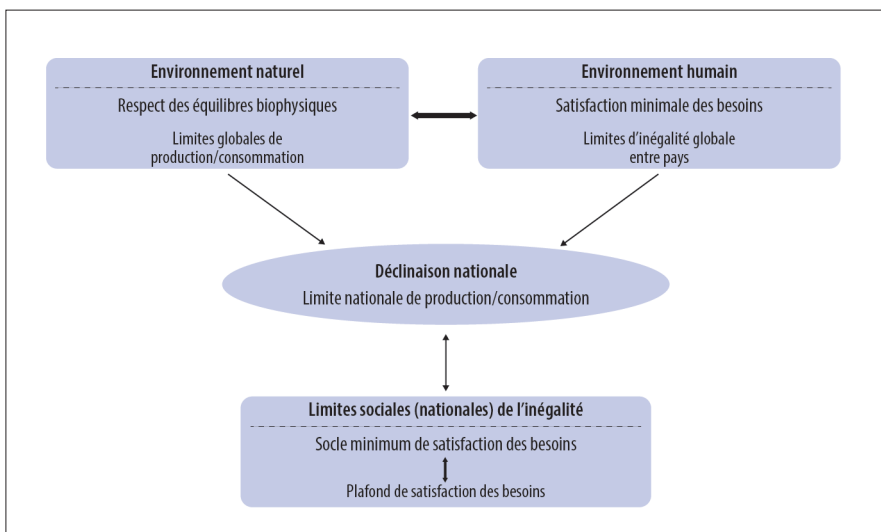 Environnement naturel
Respect des équilibres biophysiques
Limites globales de
production/consommation
Environnement humain
Satisfaction minimale des besoins
Limites d'inégalité globale
entre pays
Déclinaison nationale
Limite nationale de production/consommation
Limites sociales (nationales) de l'inégalité
Socle minimum de satisfaction des besoins
Plafond de satisfaction des besoins